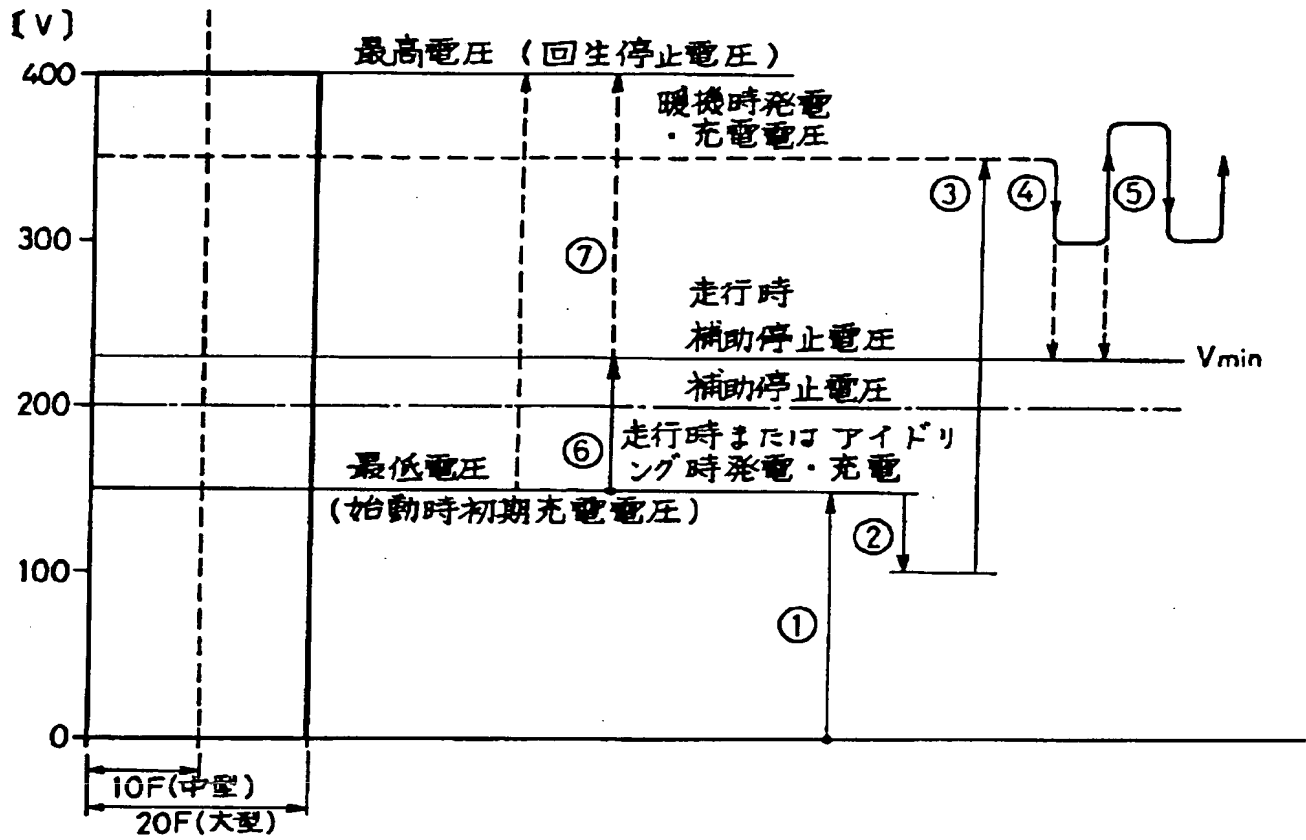 [V]
最高電圧（回生停止電圧）
400
暖機時発電
・充電電圧
③
④
⑤
300
⑦
走行時
補助停止電圧
Vmin
補助停止電圧
200
⑥
走行時またはアイドリ
ング時発電・充電
最低電圧
(始動時初期充電電圧)
②
100
①
0
10F(中型)
20F(大型)